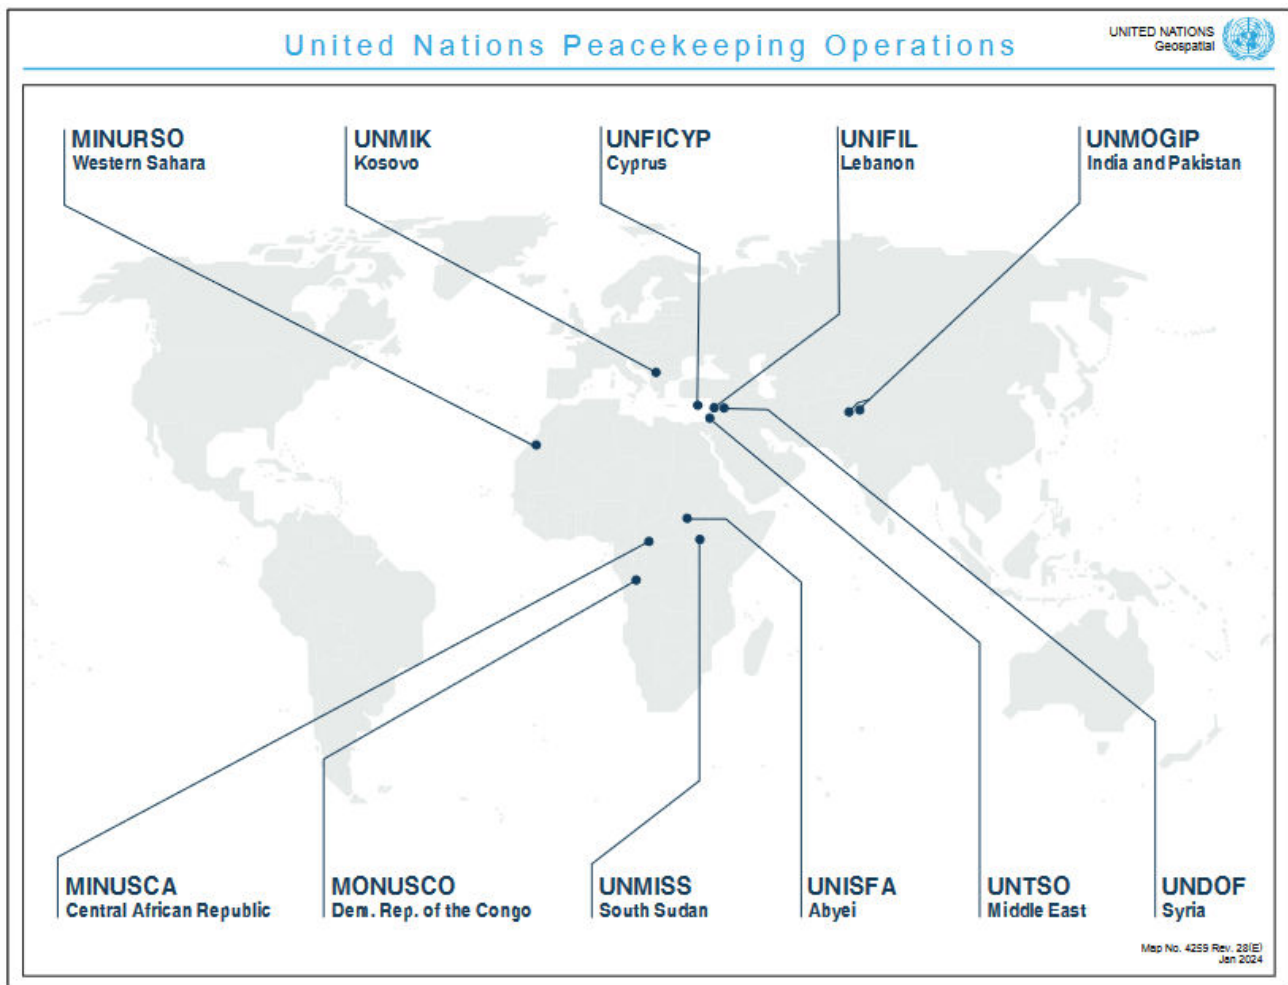 United Nations Peacekeeping Operations
UNITED NATIONS
Geospatial
MINURSO
Western Sahara
UNMIK
Kosovo
UNFICYP
Cyprus
UNIFIL
Lebanon
UNMOGIP
India and Pakistan
MINUSCA
Central African Republic
MONUSCO
Dem. Rep. of the Congo
UNMISS
South Sudan
UNISFA
Abyei
UNTSO
Middle East
UNDOF
Syria
Map No. 4259 Rev. 28(E)
Jan 2024